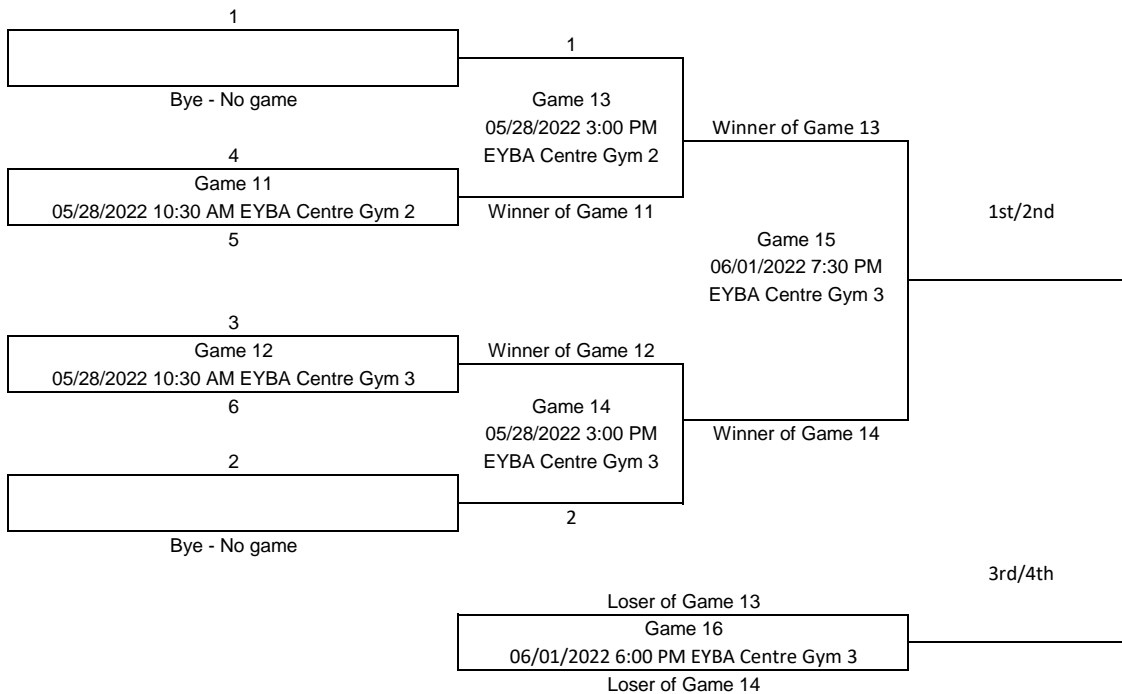 1
Bye - No game
4
Game 11
05/28/2022 10:30 AM EYBA Centre Gym 2
5
3
Game 12
05/28/2022 10:30 AM EYBA Centre Gym 3
6
2
Bye - No game
1
Game 13
05/28/2022 3:00 PM
EYBA Centre Gym 2
Winner of Game 11
Winner of Game 12
Game 14
05/28/2022 3:00 PM
EYBA Centre Gym 3
2
Winner of Game 13
Game 15
06/01/2022 7:30 PM
EYBA Centre Gym 3
Winner of Game 14
1st/2nd
3rd/4th
Loser of Game 13
Game 16
06/01/2022 6:00 PM EYBA Centre Gym 3
Loser of Game 14